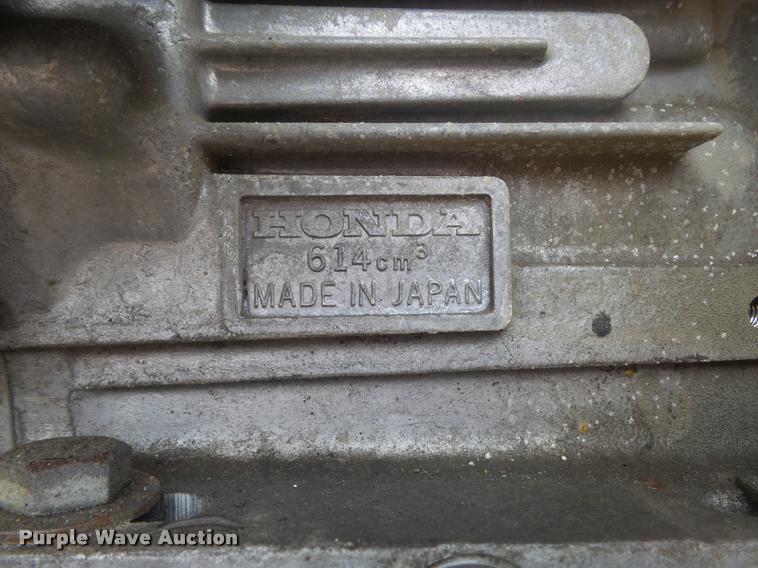 HONDA
614cm³
MADE IN JAPAN
Purple Wave Auction